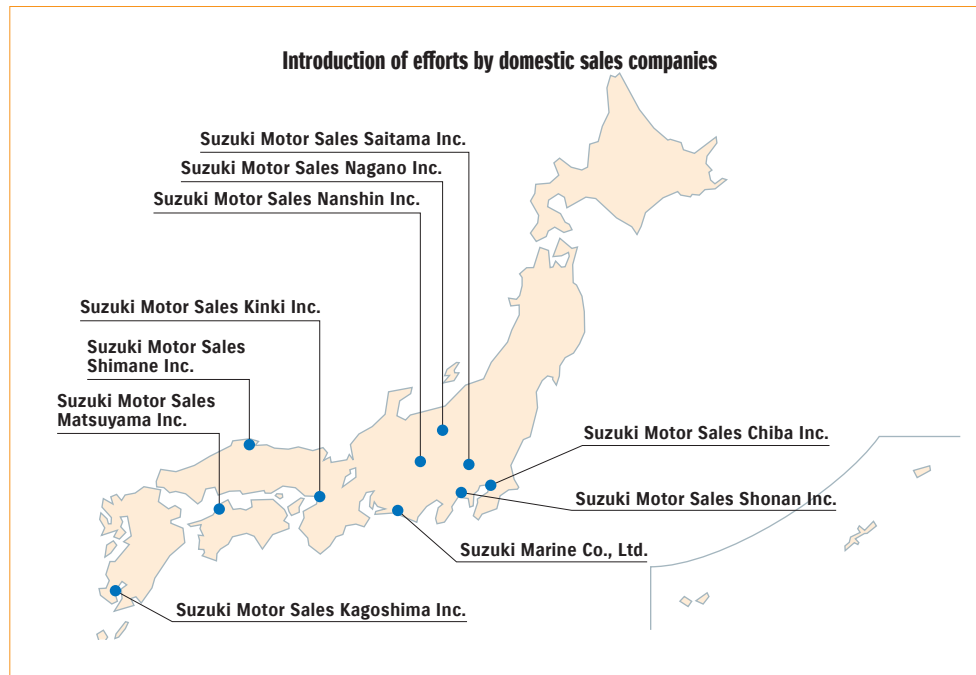 Introduction of efforts by domestic sales companies
Suzuki Motor Sales Saitama Inc.
Suzuki Motor Sales Nagano Inc.
Suzuki Motor Sales Nanshin Inc.
Suzuki Motor Sales Kinki Inc.
Suzuki Motor Sales
Shimane Inc.
Suzuki Motor Sales
Matsuyama Inc.
Suzuki Motor Sales Chiba Inc.
Suzuki Motor Sales Shonan Inc.
Suzuki Marine Co., Ltd.
Suzuki Motor Sales Kagoshima Inc.